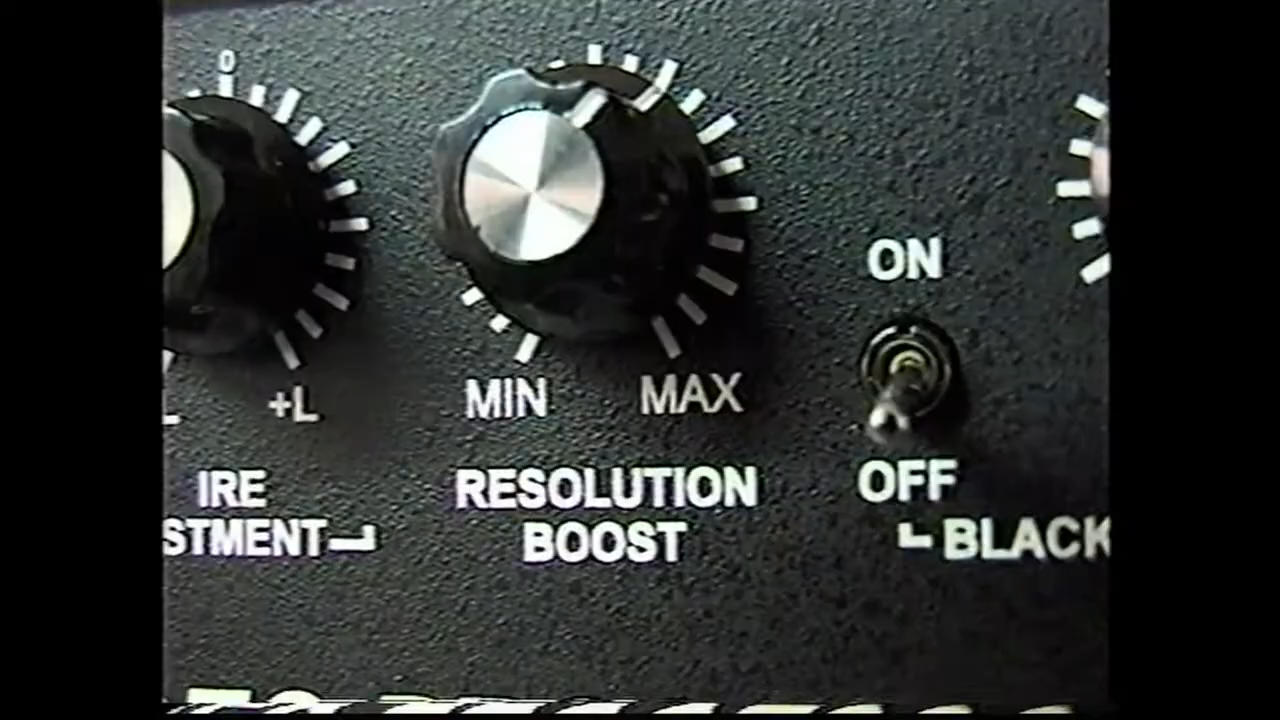 0
ON
MIN MAX
+L
IRE
RESOLUTION
OFF
STMENT
BOOST
BLACK